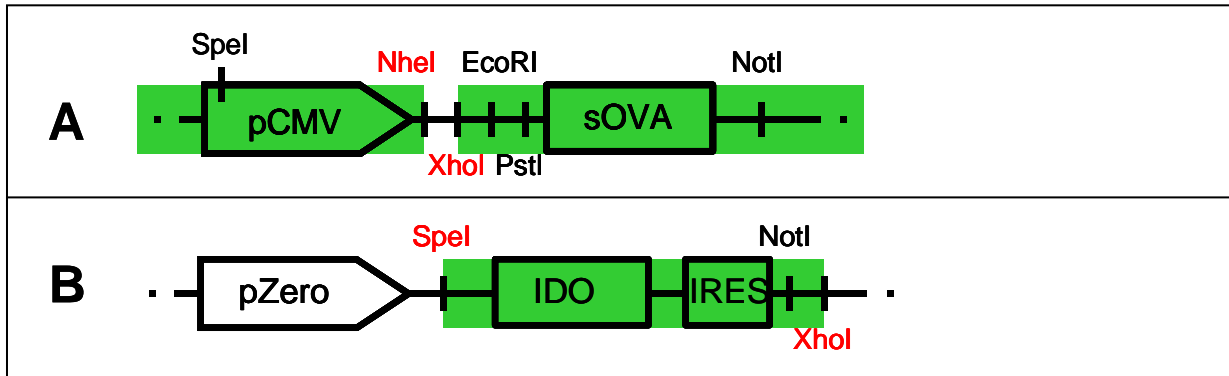 SpeI
NheI EcoRI NotI
A pCMV sOVA
XhoI PstI
SpeI NotI
B pZero IDO IRES
XhoI